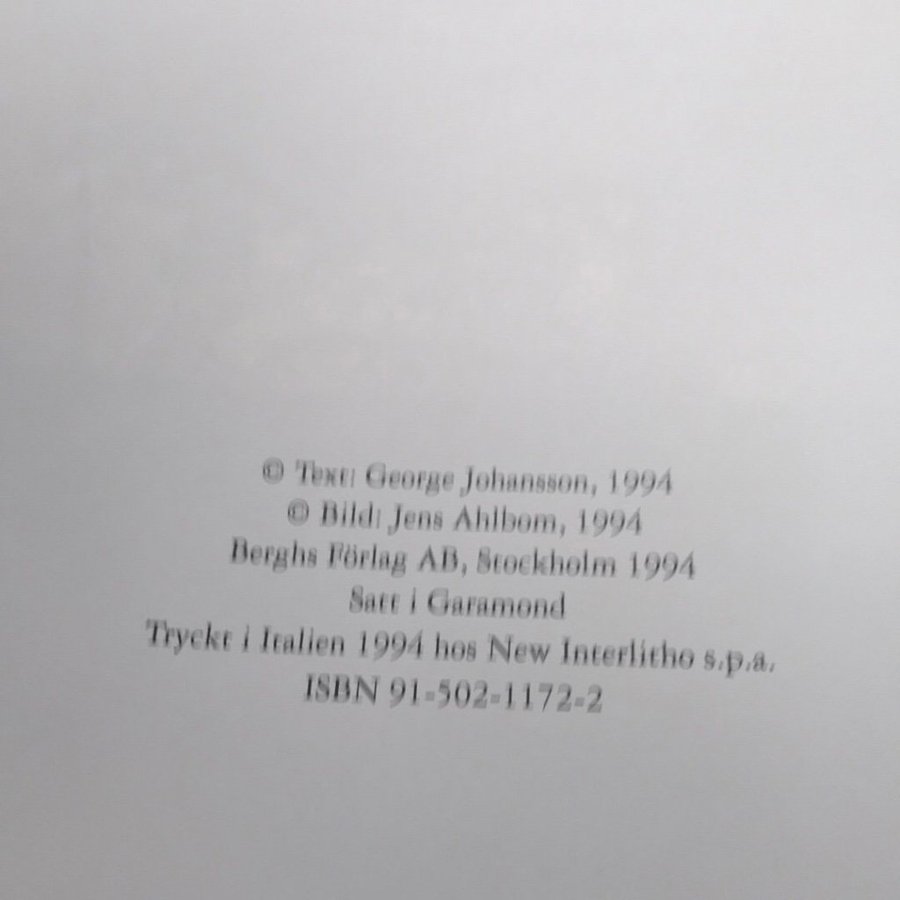 © Text: George Johansson, 1994
© Bild: Jens Ahlbom, 1994
Berghs Förlag AB, Stockholm 1994
Satt i Garamond
Tryckt i Italien 1994 hos New Interlitho s.p.a.
ISBN 91-502-1172-2